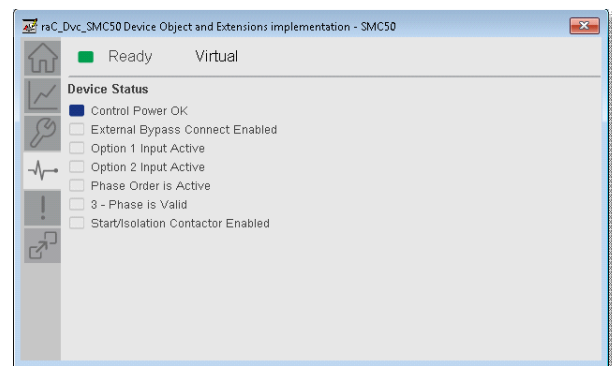 raC_Dvc_SMC50 Device Object and Extensions implementation - SMC50
Ready Virtual
Device Status
Control Power OK
External Bypass Connect Enabled
Option 1 Input Active
Option 2 Input Active
Phase Order is Active
3 - Phase is Valid
Start/Isolation Contactor Enabled